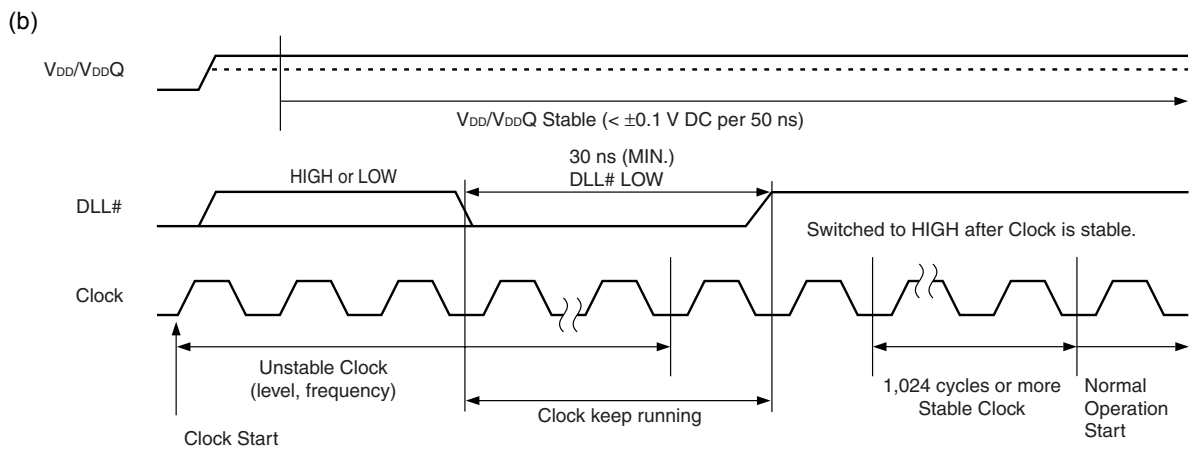 (b)
VDD/VDDQ
VDD/VDDQ Stable (< ±0.1 V DC per 50 ns)
30 ns (MIN.)
HIGH or LOW
DLL# LOW
DLL#
Switched to HIGH after Clock is stable.
Clock
Unstable Clock
(level, frequency)
Clock keep running
1,024 cycles or more
Stable Clock
Normal
Operation
Start
Clock Start